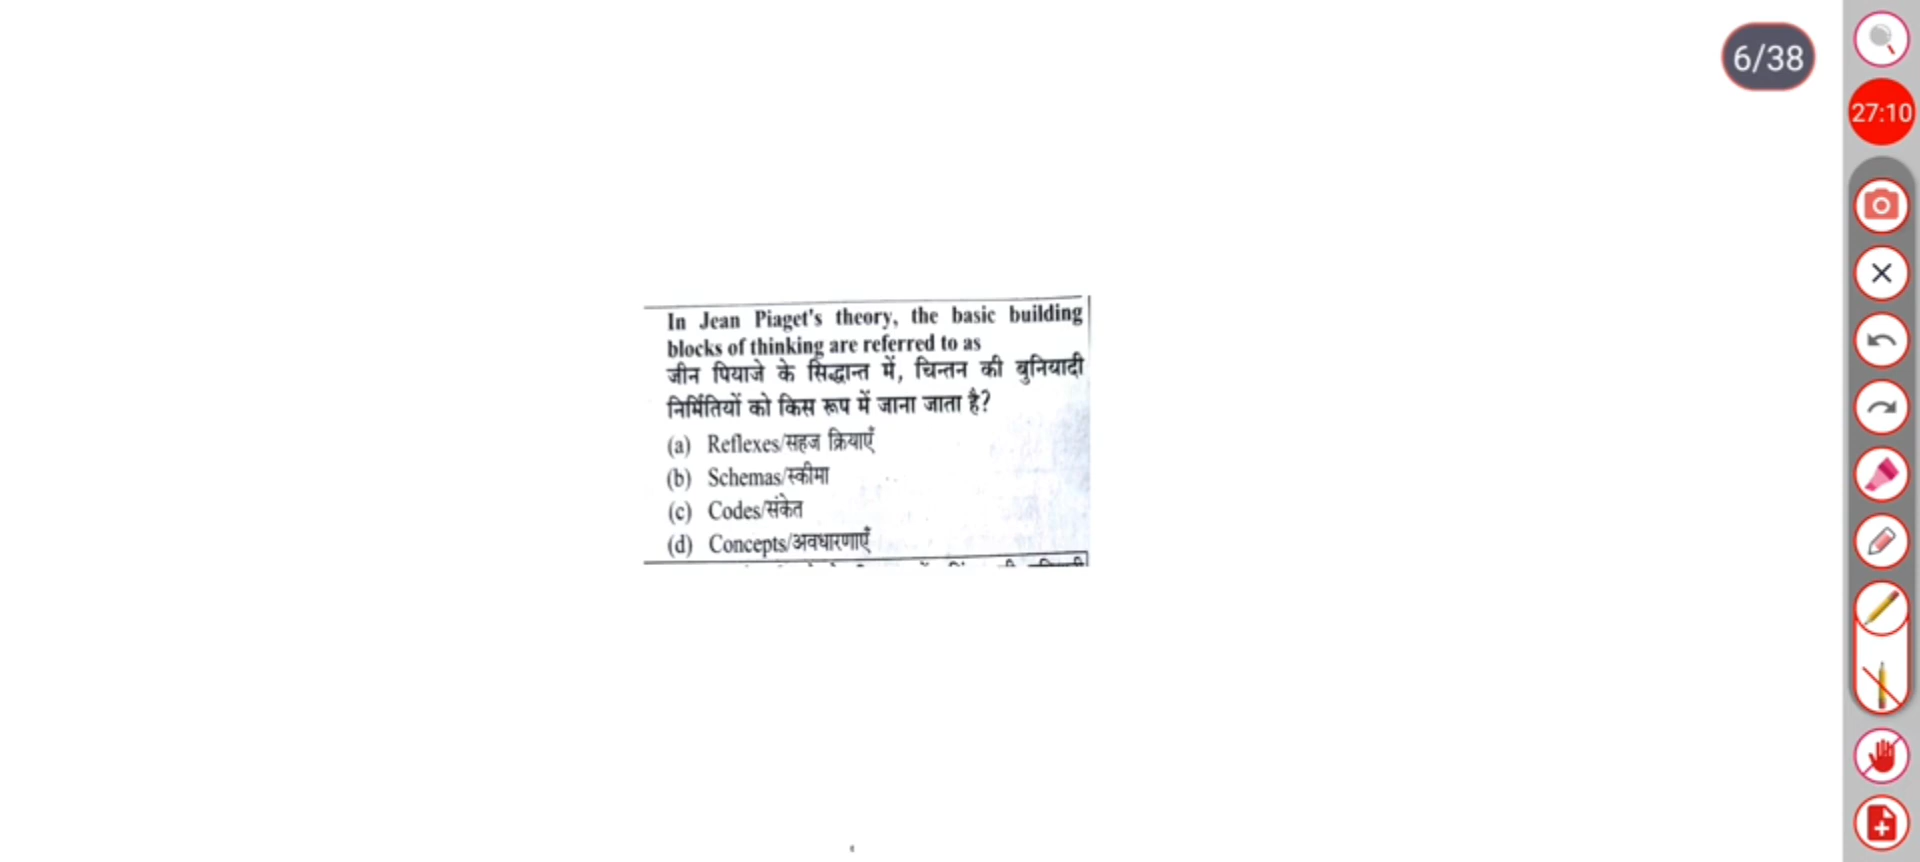 6/38
27:10
In Jean Piaget's theory, the basic building
blocks of thinking are referred to as
जीन पियाजे के सिद्धान्त में, चिन्तन की बुनियादी
निर्मितियों को किस रूप में जाना जाता है?
(a) Reflexes/सहज क्रियाएँ
(b) Schemas/स्कीमा
(c) Codes/संकेत
(d) Concepts/अवधारणाएँ